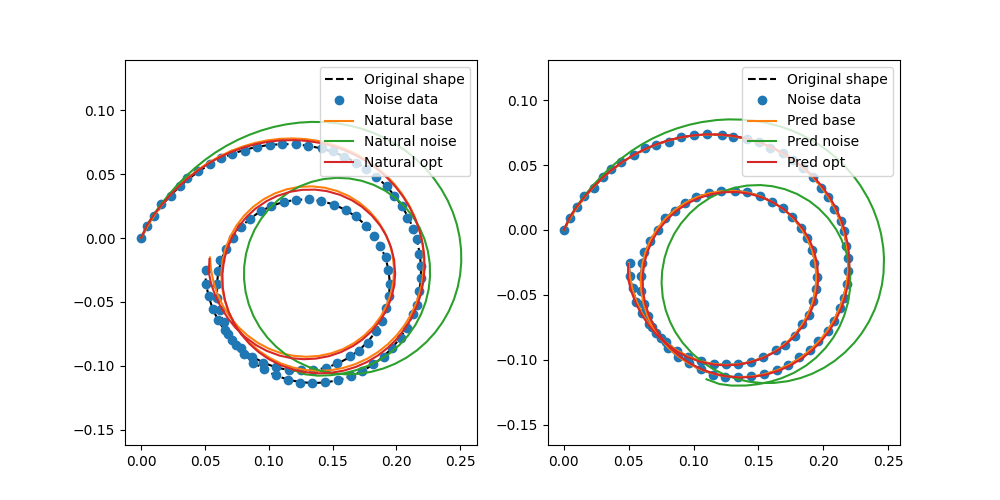 Original shape
Noise data
Natural base
Natural noise
Natural opt
0.10
0.05
0.00
−0.05
−0.10
−0.15
0.00 0.05 0.10 0.15 0.20 0.25
Original shape
Noise data
Pred base
Pred noise
Pred opt
0.10
0.05
0.00
−0.05
−0.10
−0.15
0.00 0.05 0.10 0.15 0.20 0.25